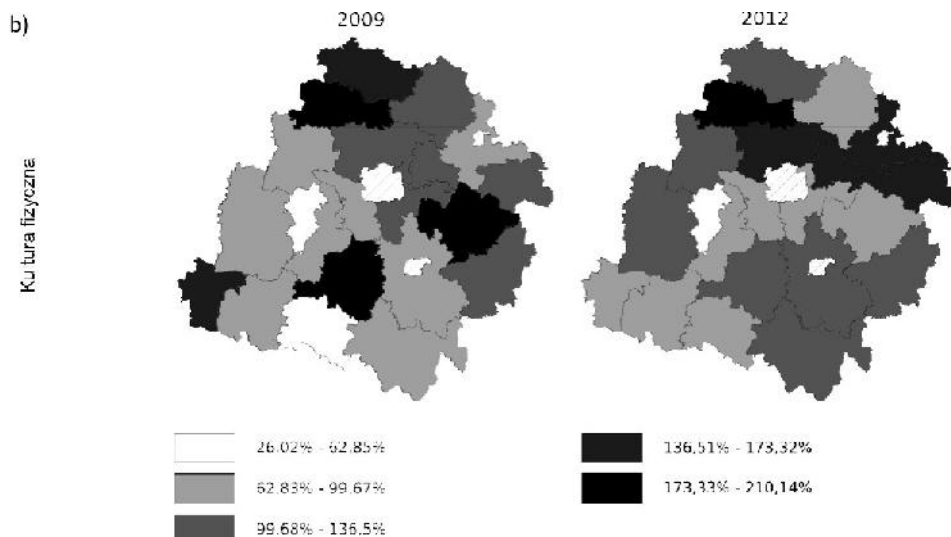 b)
2009 2012
Kultura fizyczna
26,02% - 62,85%
62,83% - 99,67%
99,68% - 136,5%
136,51% - 173,32%
173,33% - 210,14%